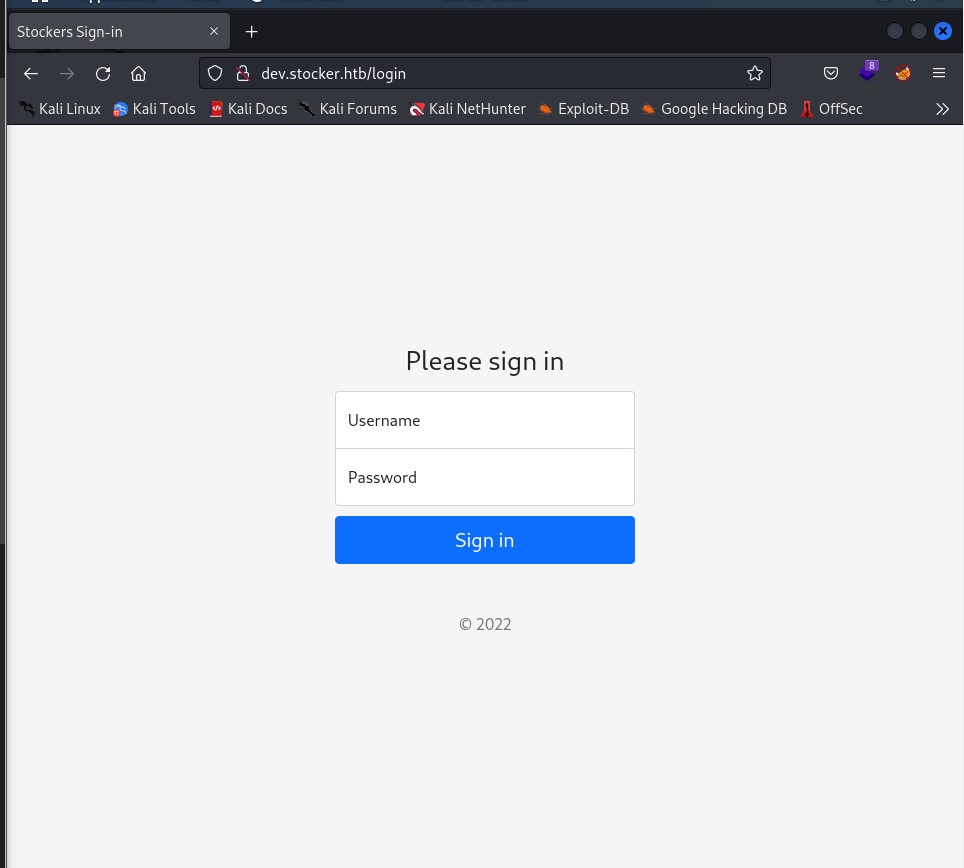 Stockers Sign-in
dev.stocker.htb/login
8
Kali Linux Kali Tools Kali Docs Kali Forums Kali NetHunter Exploit-DB Google Hacking DB OffSec
Please sign in
Username
Password
Sign in
© 2022